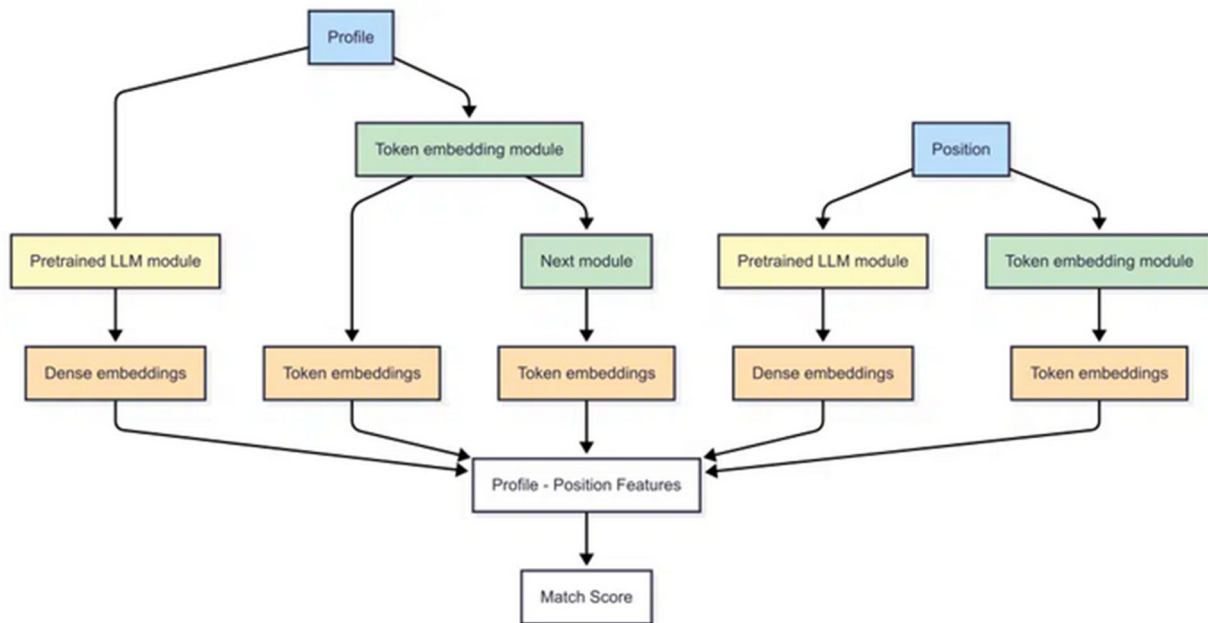 Profile
Token embedding module
Position
Pretrained LLM module
Next module
Pretrained LLM module
Token embedding module
Dense embeddings
Token embeddings
Token embeddings
Dense embeddings
Token embeddings
Profile - Position Features
Match Score